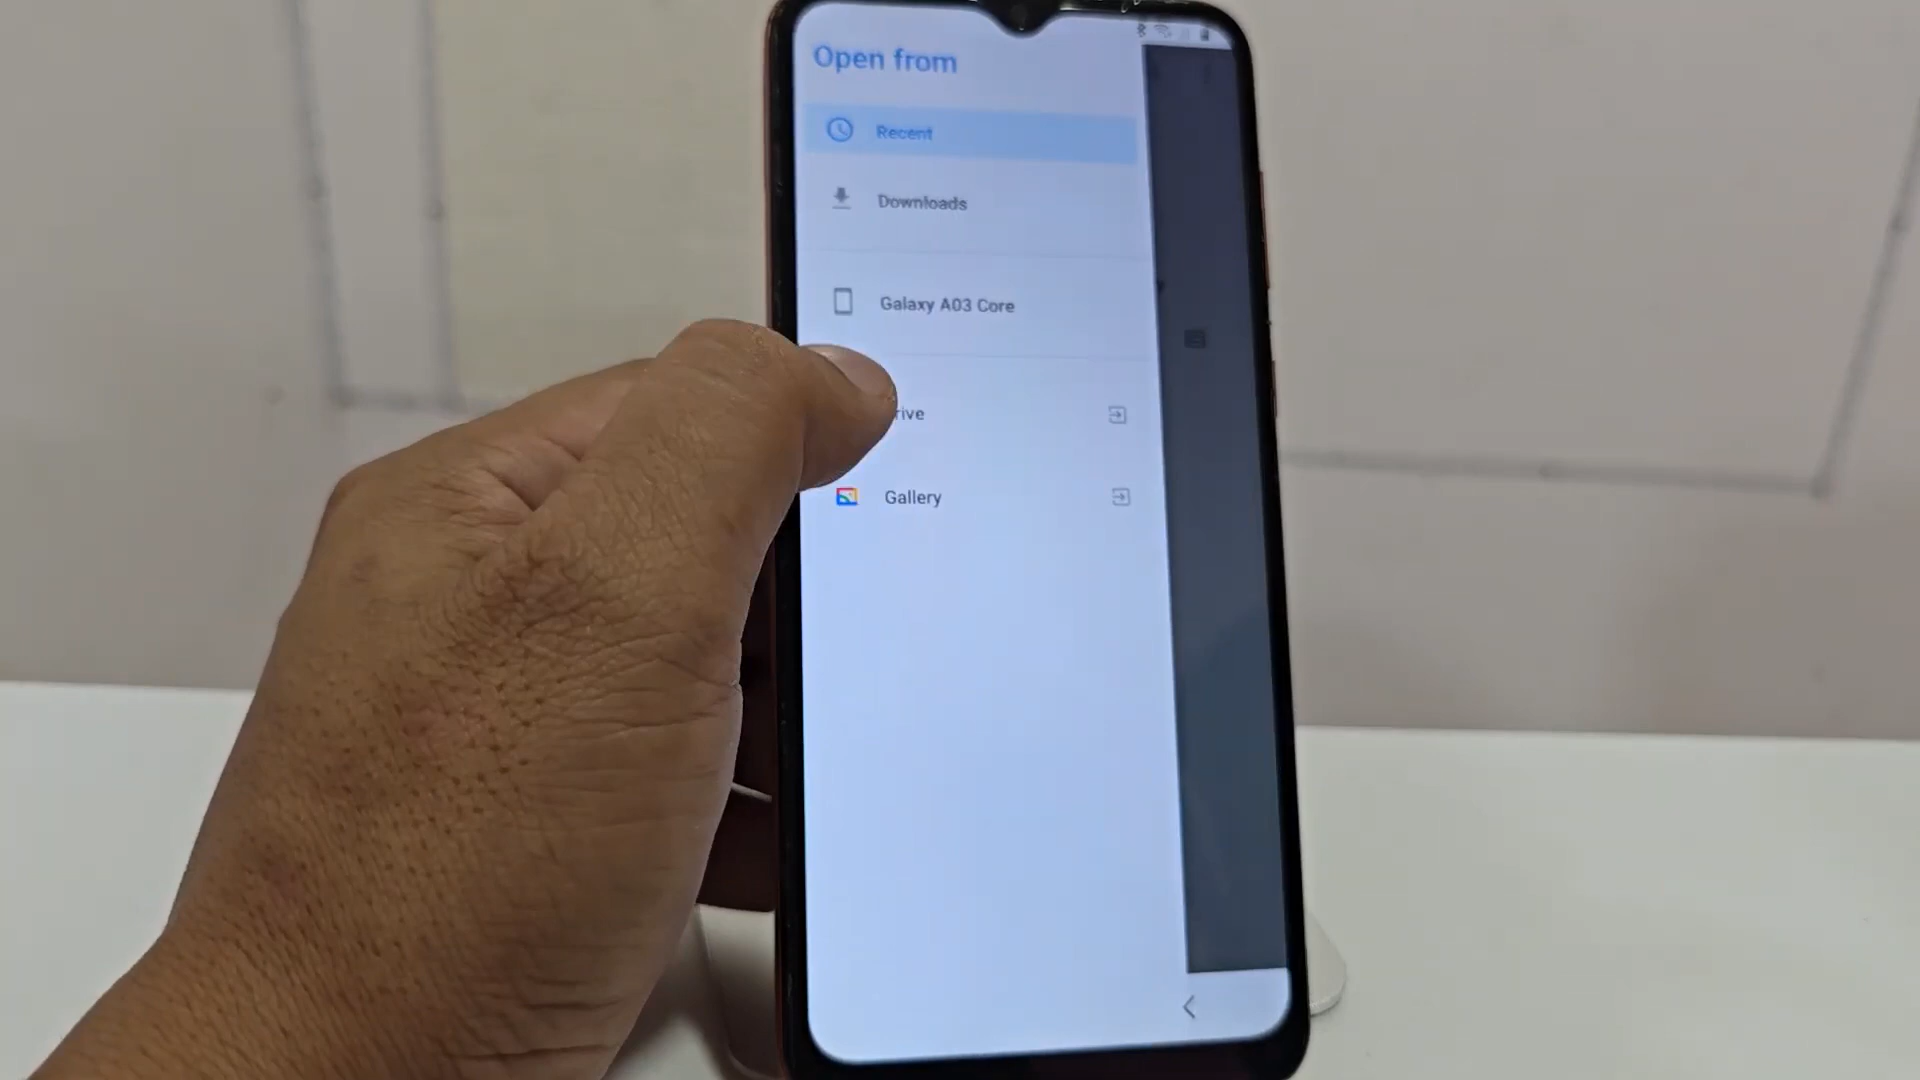 Open from
Recent
Downloads
Galaxy A03 Core
rive
Gallery